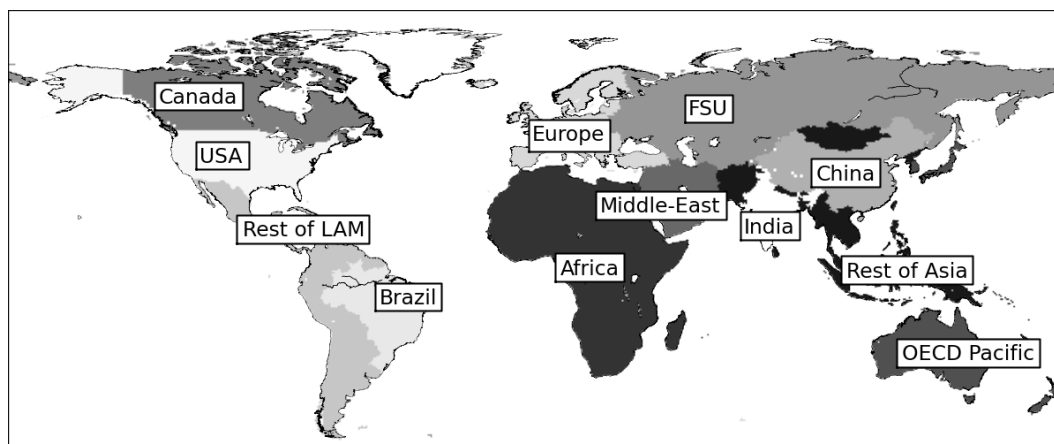 Canada
FSU
Europe
USA
China
Middle-East
India
Rest of LAM
Africa
Rest of Asia
Brazil
OECD Pacific